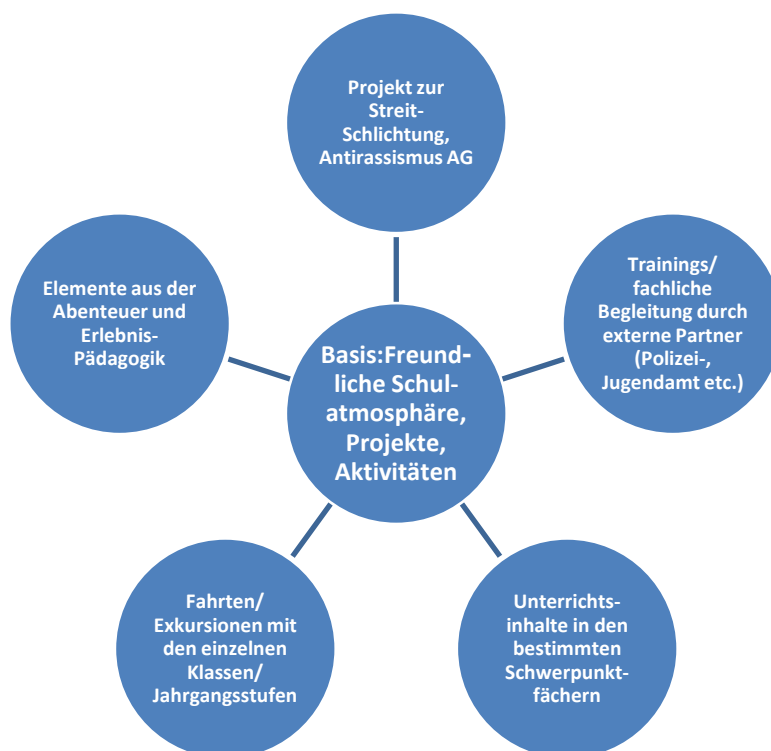 Projekt zur
Streit-
Schlichtung,
Antirassismus AG
Elemente aus der
Abenteuer und
Erlebnis-
Pädagogik
Trainings/
fachliche
Begleitung durch
externe Partner
(Polizei-,
Jugendamt etc.)
Basis:Freund-
liche Schul-
atmosphäre,
Projekte,
Aktivitäten
Fahrten/
Exkursionen mit
den einzelnen
Klassen/
Jahrgangsstufen
Unterrichts-
inhalte in den
bestimmten
Schwerpunkt-
fächern